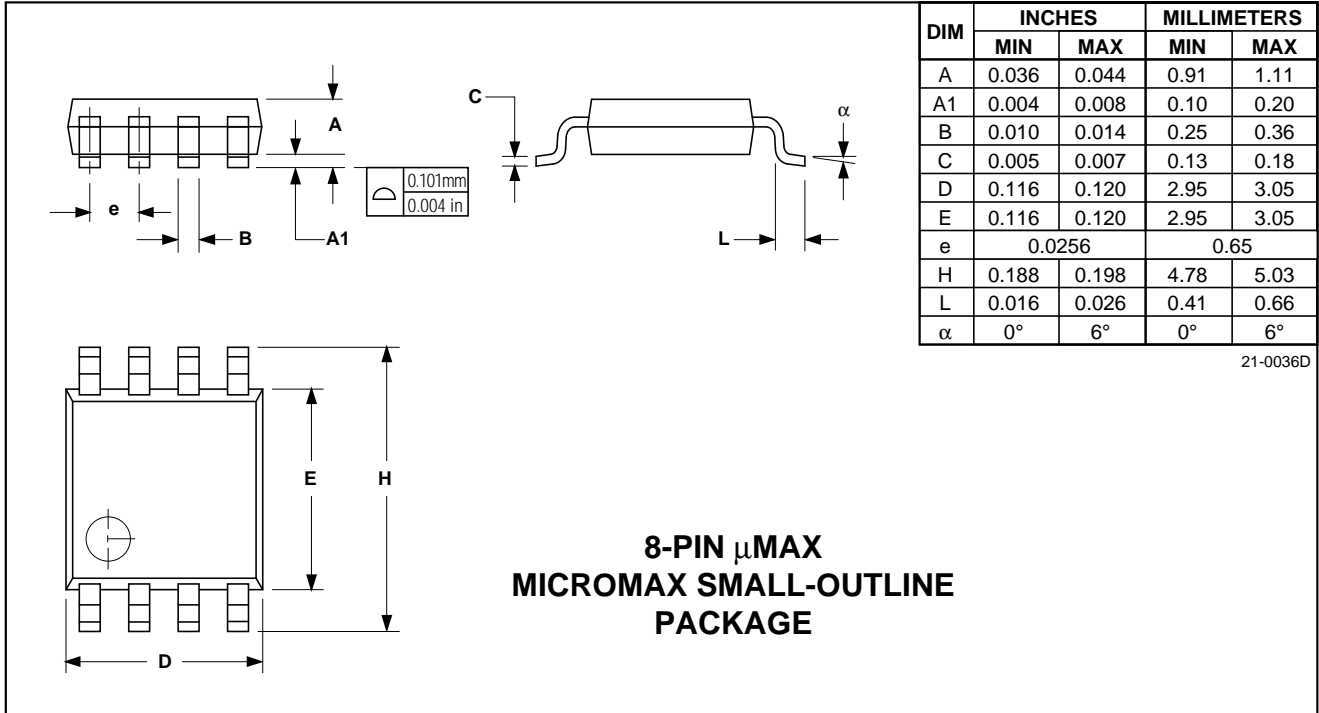 DIM INCHES MILLIMETERS
MIN MAX MIN MAX
A 0.036 0.044 0.91 1.11
A1 0.004 0.008 0.10 0.20
B 0.010 0.014 0.25 0.36
C 0.005 0.007 0.13 0.18
D 0.116 0.120 2.95 3.05
E 0.116 0.120 2.95 3.05
e 0.0256 0.65
H 0.188 0.198 4.78 5.03
L 0.016 0.026 0.41 0.66
α 0° 6° 0° 6°
21-0036D
A
C
α
0.101mm
0.004 in
e
B
A1
L
E
H
D
8-PIN μMAX
MICROMAX SMALL-OUTLINE
PACKAGE